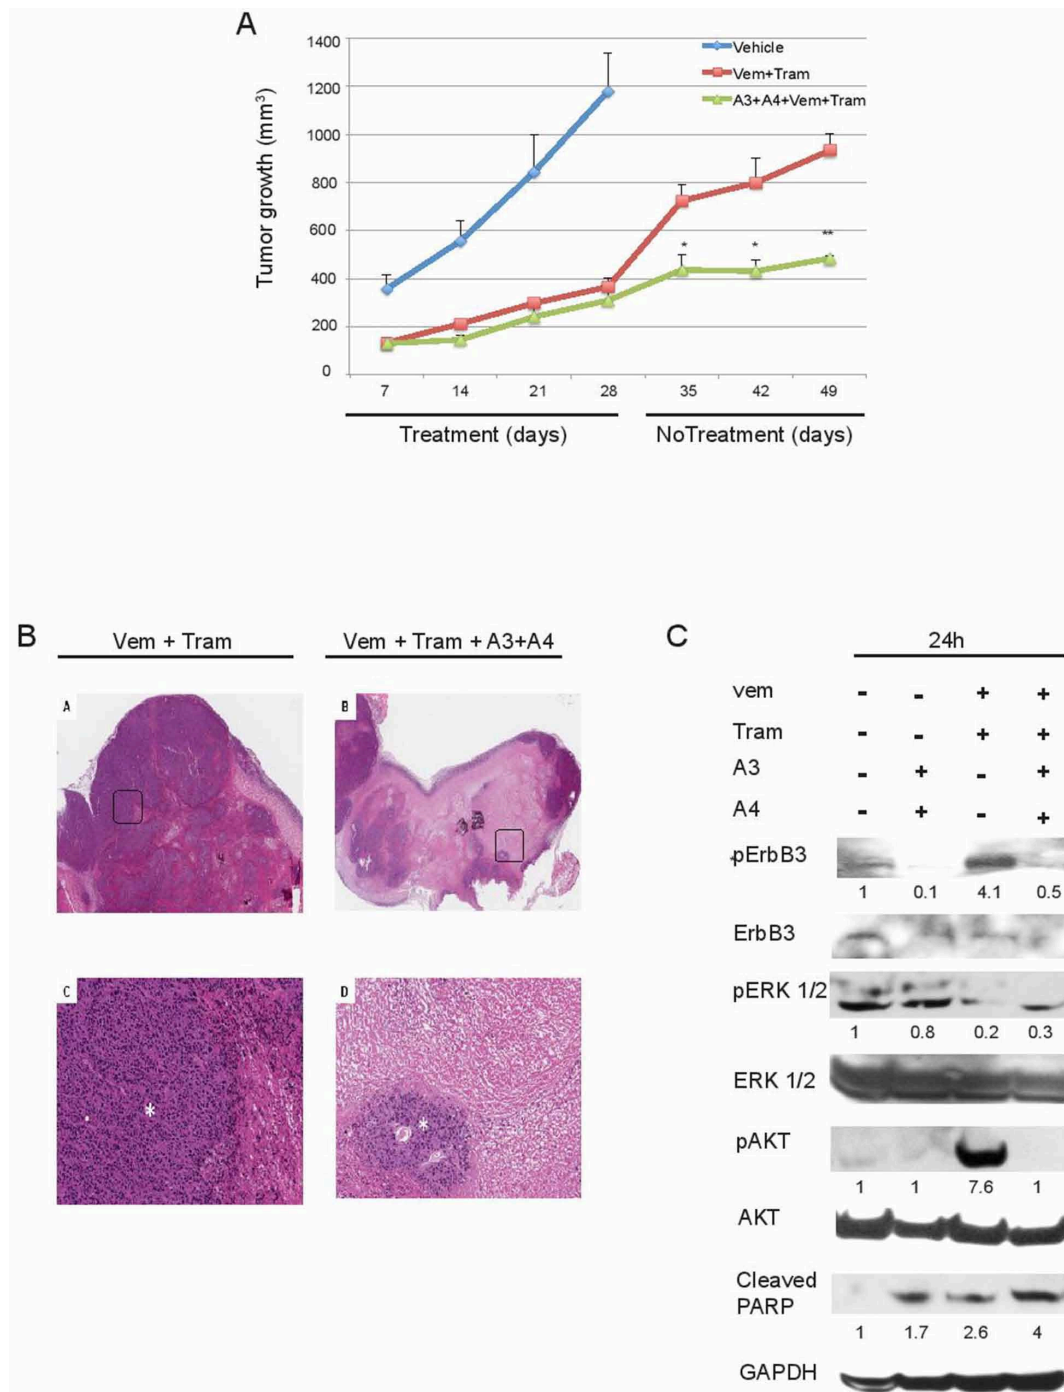 A
Tumor growth (mm³)
1400
1200
1000
800
600
400
200
0
Vehicle
Vem+Tram
A3+A4+Vem+Tram
* * **
7 14 21 28 35 42 49
Treatment (days) NoTreatment (days)
B
Vem + Tram Vem + Tram + A3+A4
A B
* 
C D
* *
C
24h
vem - - + +
Tram - - + +
A3 - + - +
A4 - + - +
pErbB3
1 0.1 4.1 0.5
ErbB3
pERK 1/2
1 0.8 0.2 0.3
ERK 1/2
pAKT
1 1 7.6 1
AKT
Cleaved
PARP
1 1.7 2.6 4
GAPDH